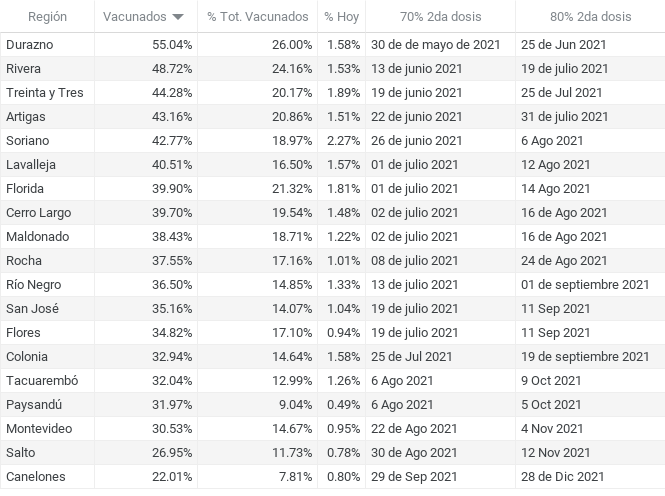 Región Vacunados % Tot. Vacunados % Hoy 70% 2da dosis 80% 2da dosis
Durazno 55.04% 26.00% 1.58% 30 de de mayo de 2021 25 de Jun 2021
Rivera 48.72% 24.16% 1.53% 13 de junio 2021 19 de julio 2021
Treinta y Tres 44.28% 20.17% 1.89% 19 de junio 2021 25 de Jul 2021
Artigas 43.16% 20.86% 1.51% 22 de junio 2021 31 de julio 2021
Soriano 42.77% 18.97% 2.27% 26 de junio 2021 6 Ago 2021
Lavalleja 40.51% 16.50% 1.57% 01 de julio 2021 12 Ago 2021
Florida 39.90% 21.32% 1.81% 01 de julio 2021 14 Ago 2021
Cerro Largo 39.70% 19.54% 1.48% 02 de julio 2021 16 de Ago 2021
Maldonado 38.43% 18.71% 1.22% 02 de julio 2021 16 de Ago 2021
Rocha 37.55% 17.16% 1.01% 08 de julio 2021 24 de Ago 2021
Río Negro 36.50% 14.85% 1.33% 13 de julio 2021 01 de septiembre 2021
San José 35.16% 14.07% 1.04% 19 de julio 2021 11 Sep 2021
Flores 34.82% 17.10% 0.94% 19 de julio 2021 11 Sep 2021
Colonia 32.94% 14.64% 1.58% 25 de Jul 2021 19 de septiembre 2021
Tacuarembó 32.04% 12.99% 1.26% 6 Ago 2021 9 Oct 2021
Paysandú 31.97% 9.04% 0.49% 6 Ago 2021 5 Oct 2021
Montevideo 30.53% 14.67% 0.95% 22 de Ago 2021 4 Nov 2021
Salto 26.95% 11.73% 0.78% 30 de Ago 2021 12 Nov 2021
Canelones 22.01% 7.81% 0.80% 29 de Sep 2021 28 de Dic 2021